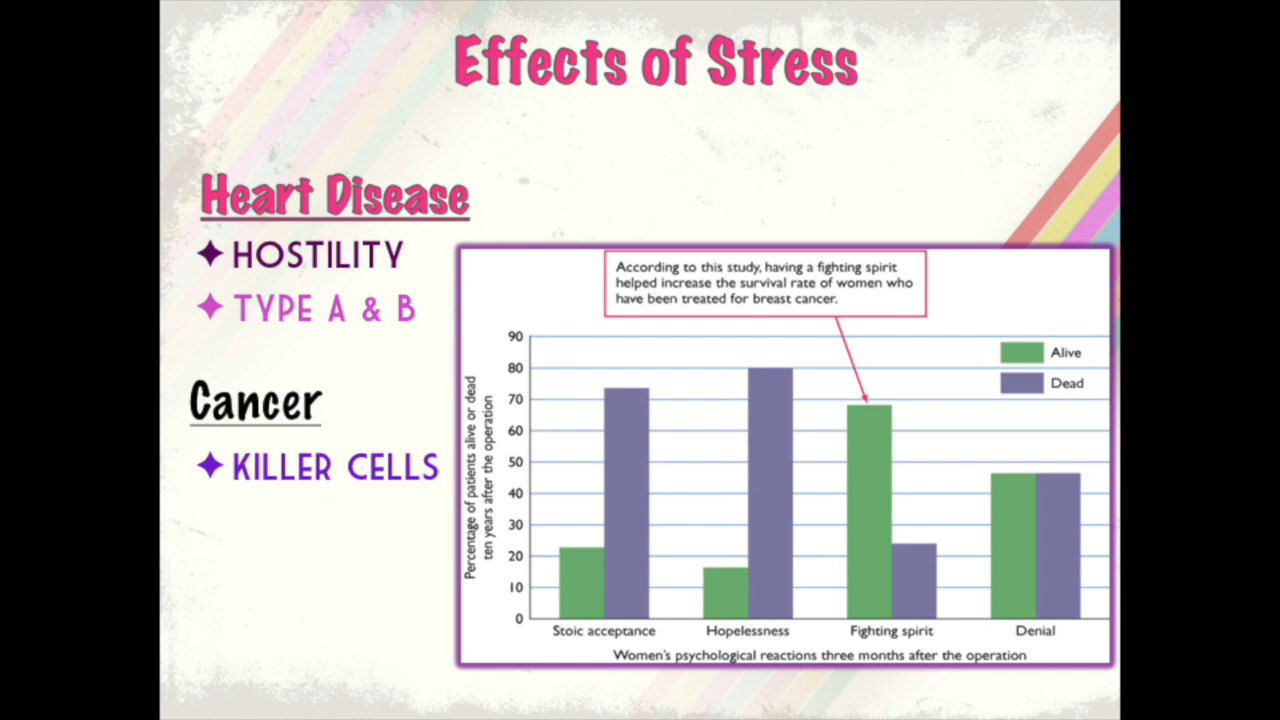 Effects of Stress
Heart Disease
HOSTILITY
TYPE A & B
Cancer
KILLER CELLS
According to this study, having a fighting spirit
helped increase the survival rate of women who
have been treated for breast cancer.
Alive
Dead
Percentage of patients alive or dead
ten years after the operation
90
80
70
60
50
40
30
20
10
0
Stoic acceptance Hopelessness Fighting spirit Denial
Women's psychological reactions three months after the operation